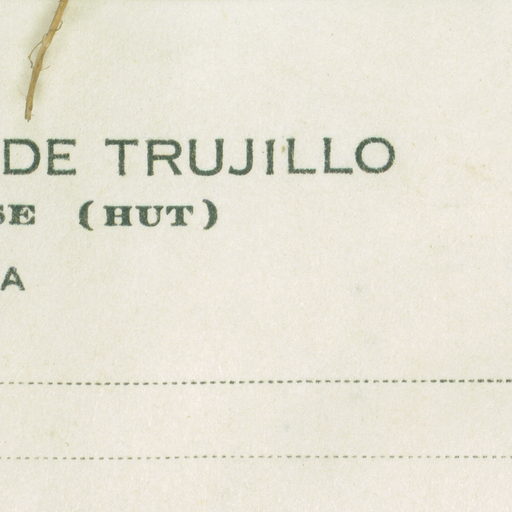 DE TRUJILLO
SE (HUT)
A